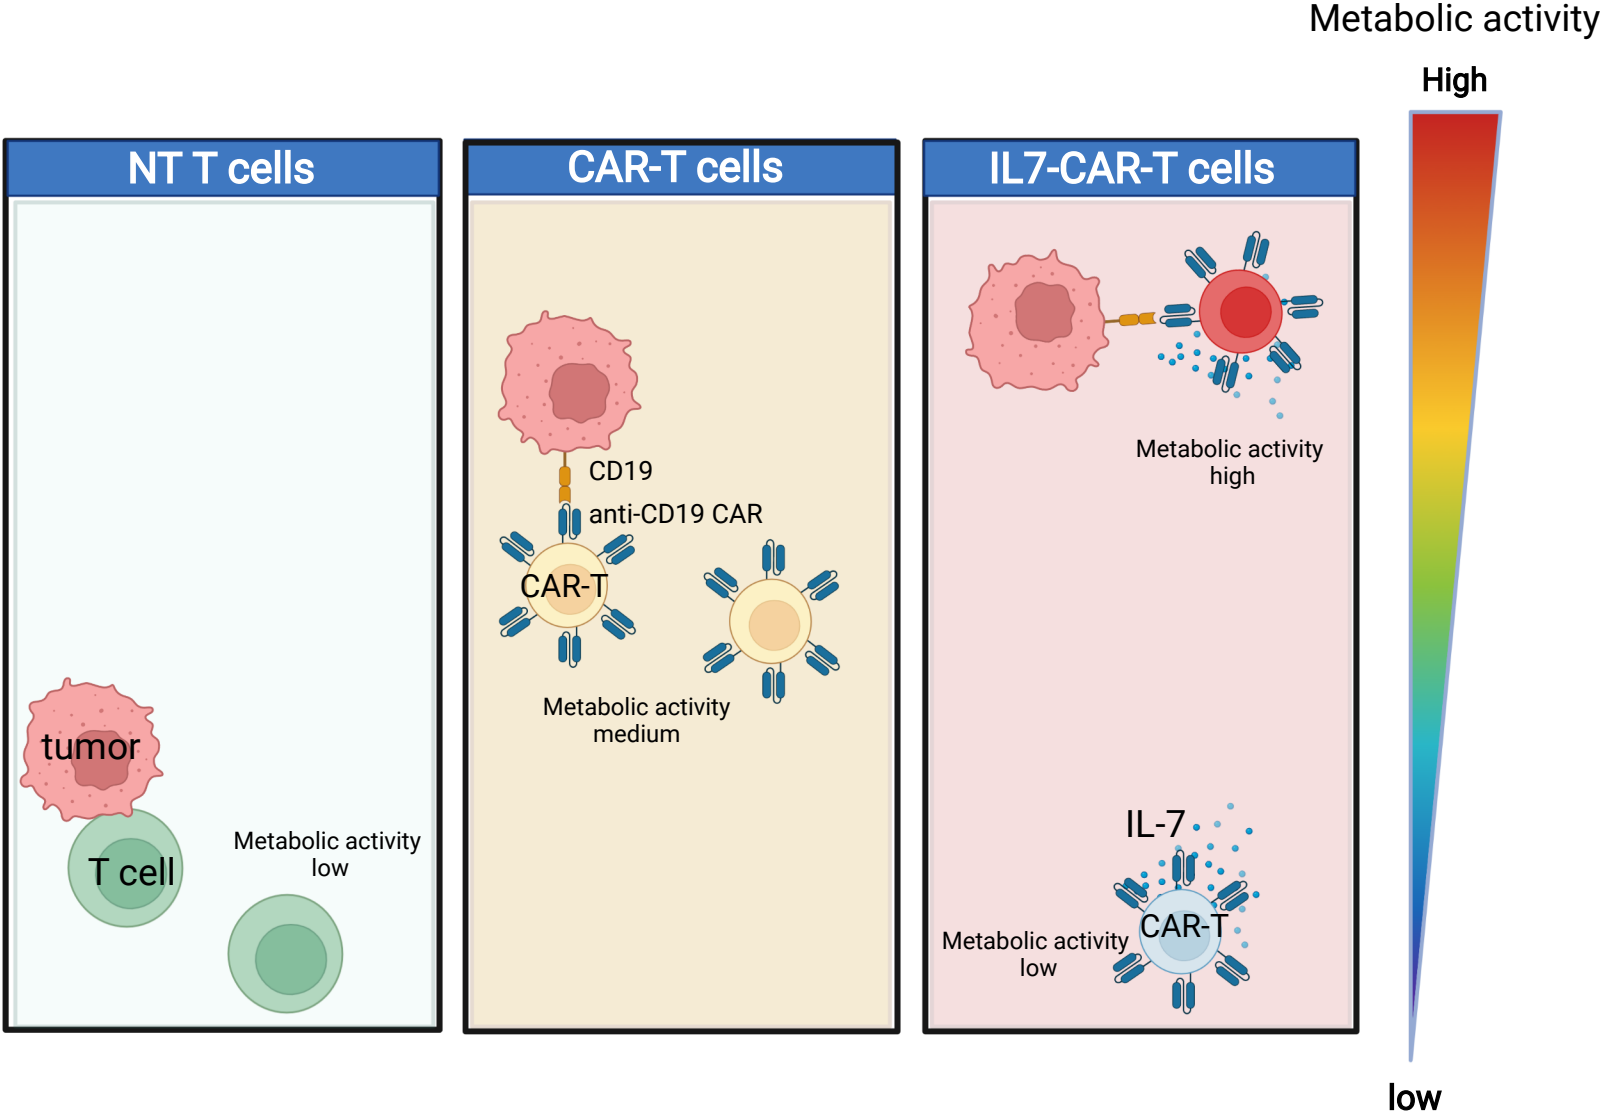 Metabolic activity
High
NT T cells
CAR-T cells
IL7-CAR-T cells
tumor
T cell
Metabolic activity
low
CD19
anti-CD19 CAR
CAR-T
Metabolic activity
medium
Metabolic activity
high
IL-7
CAR-T
Metabolic activity
low
low